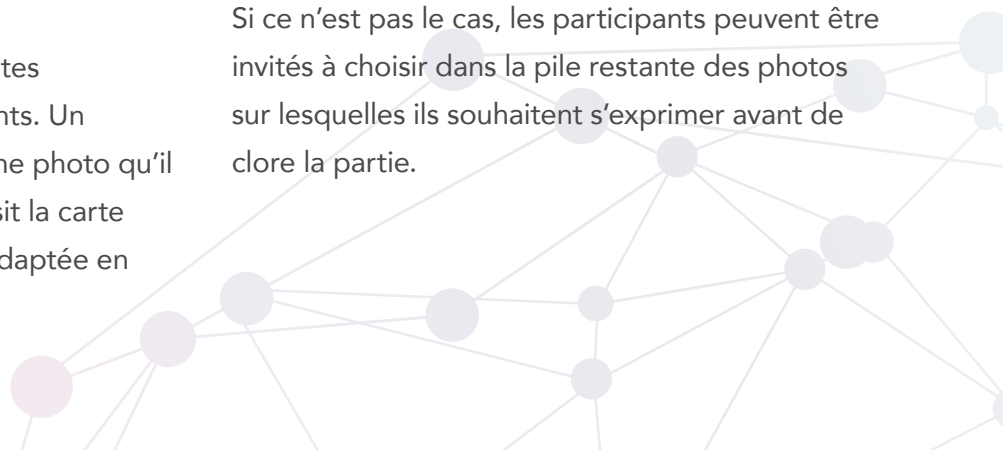 tes
nts. Un
ne photo qu'il
sit la carte
daptée en
Si ce n'est pas le cas, les participants peuvent être
invités à choisir dans la pile restante des photos
sur lesquelles ils souhaitent s'exprimer avant de
clore la partie.